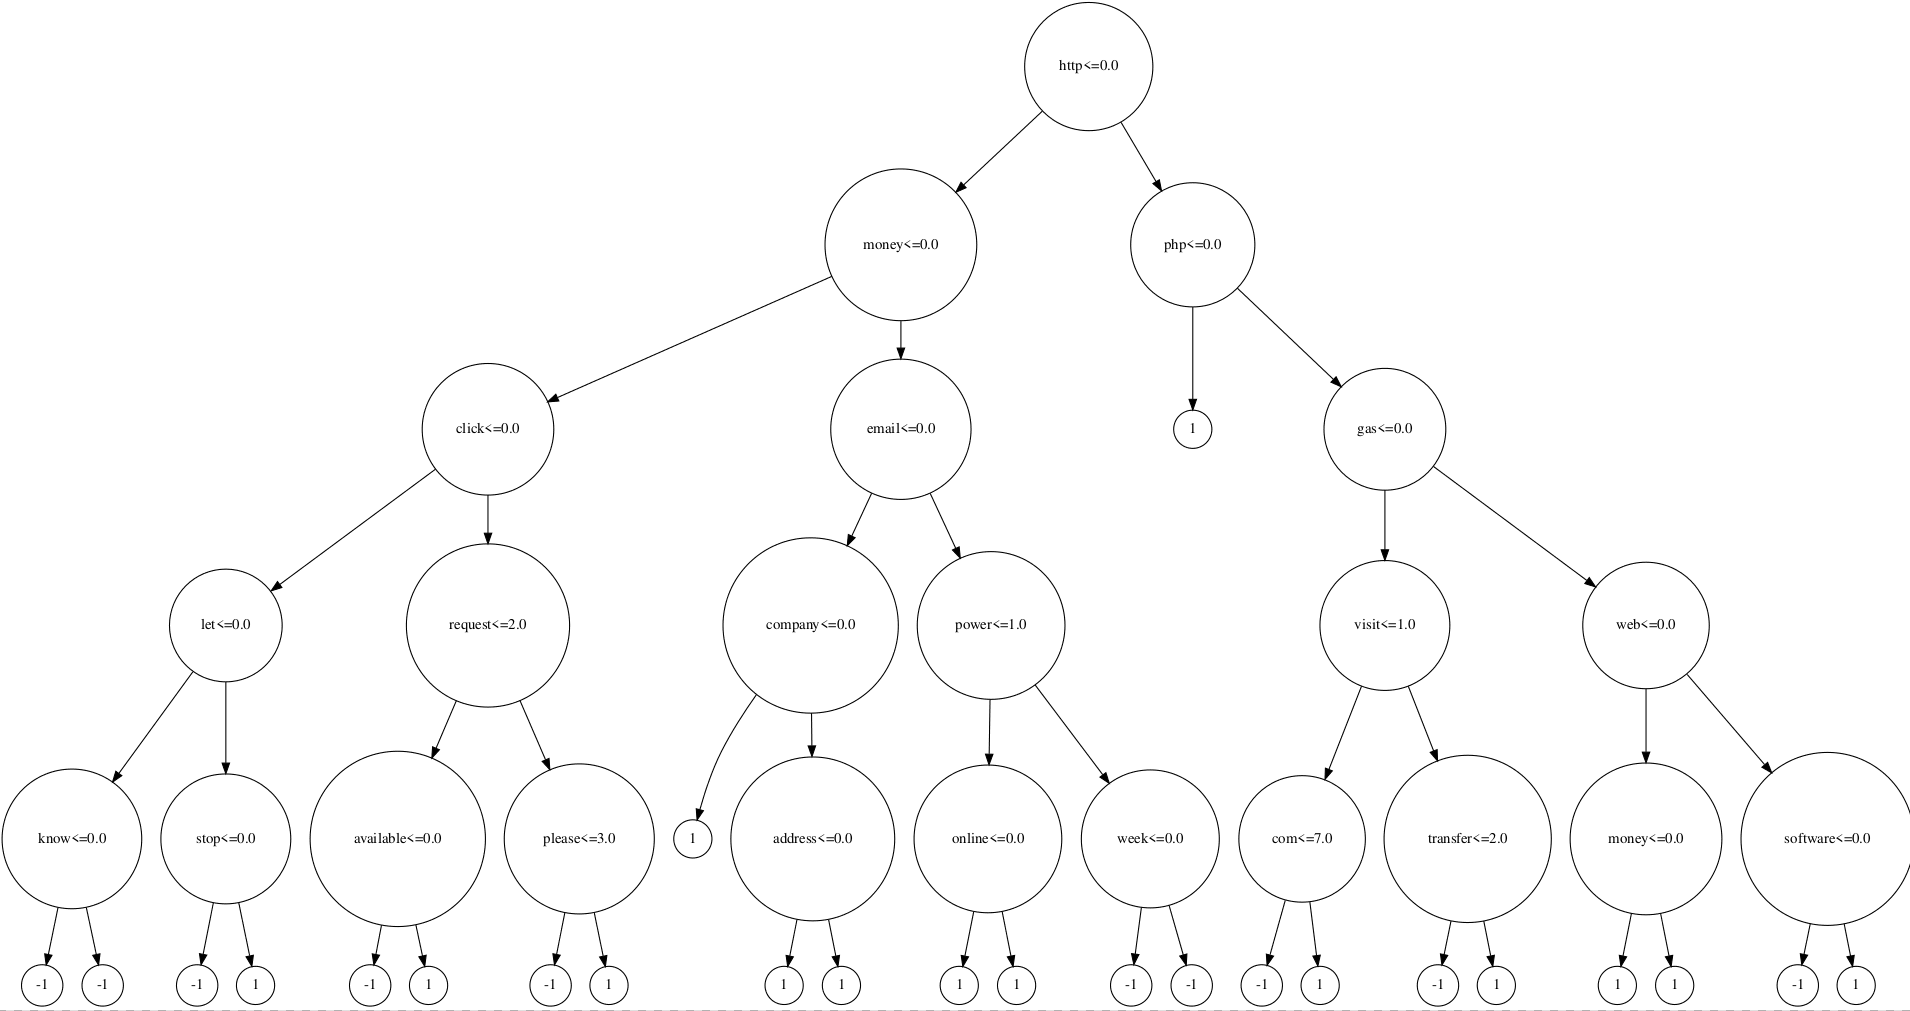 http<=0.0
money<=0.0
php<=0.0
click<=0.0
email<=0.0
1
gas<=0.0
let<=0.0
request<=2.0
company<=0.0
power<=1.0
visit<=1.0
web<=0.0
know<=0.0
stop<=0.0
available<=0.0
please<=3.0
1
address<=0.0
online<=0.0
week<=0.0
com<=7.0
transfer<=2.0
money<=0.0
software<=0.0
-1
-1
-1
1
-1
1
-1
1
1
1
1
1
-1
-1
-1
1
-1
1
1
1
-1
1